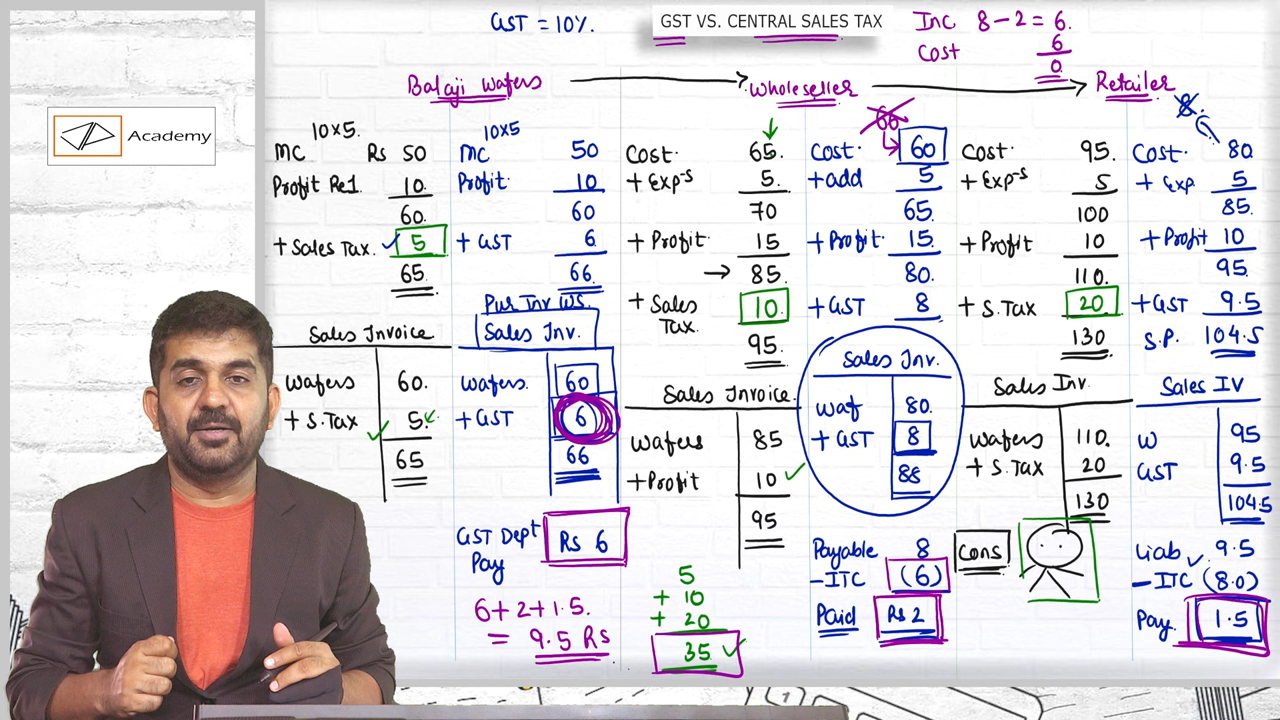 GST = 10%.
GST VS. CENTRAL SALES TAX
Inc 8 - 2 = 6.
Cost 6
0
Balaji Wafers
Wholeseller
Retailer
Academy
10x5.
MC Rs 50
Profit Re1. 10.
60.
+ Sales Tax. 5
65.
Sales Invoice
Wafers 60.
+ S.Tax 5.
65
10x5
MC 50
Profit. 10
60
+ GST 6
66
Pur Inv WS.
Sales Inv.
Wafers. 60
+ GST 6
66
GST Dept Rs 6
Pay
6+2+1.5.
= 9.5 Rs
Cost. 65.
+ Exp-s 5.
70
+ Profit. 15
85.
+ Sales 10.
Tax.
95.
Sales Invoice.
Wafers 85
+Profit 10
95
5
+ 10
+ 20
35
66
Cost. 60
+add 5
65.
+Profit. 15.
80.
+ GST 8
Sales Inv.
Waf 80.
+ GST 8
88
Payable 8
-ITC (6)
Paid Rs 2
Cost. 95.
+ Exp-s 5
100
+ Profit 10
110.
+ S.Tax 20
130
Sales Inv.
Wafers 110.
+ S.Tax 20
130
Cons
8.
Cost. 80
+ Exp 5
85.
+Profit 10
95
+GST 9.5
S.P. 104.5
Sales IV
W 95
GST 9.5
104.5
Liab 9.5
-ITC (8.0)
Pay. 1.5